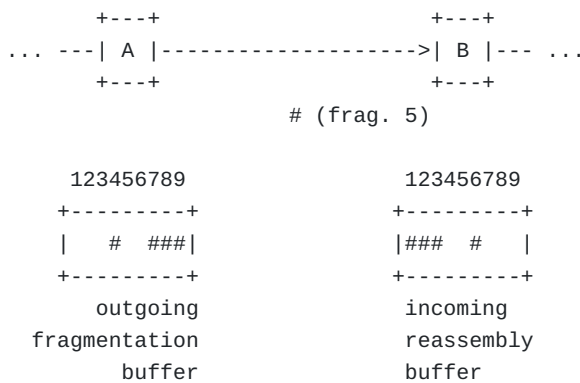 +---+                   +---+
... ---| A |------------------->| B |--- ...
       +---+                   +---+
                     # (frag. 5)
     123456789                123456789
    +---------+              +---------+
    |   #  ###|              |###  #   |
    +---------+              +---------+
       outgoing               incoming
  fragmentation               reassembly
         buffer               buffer